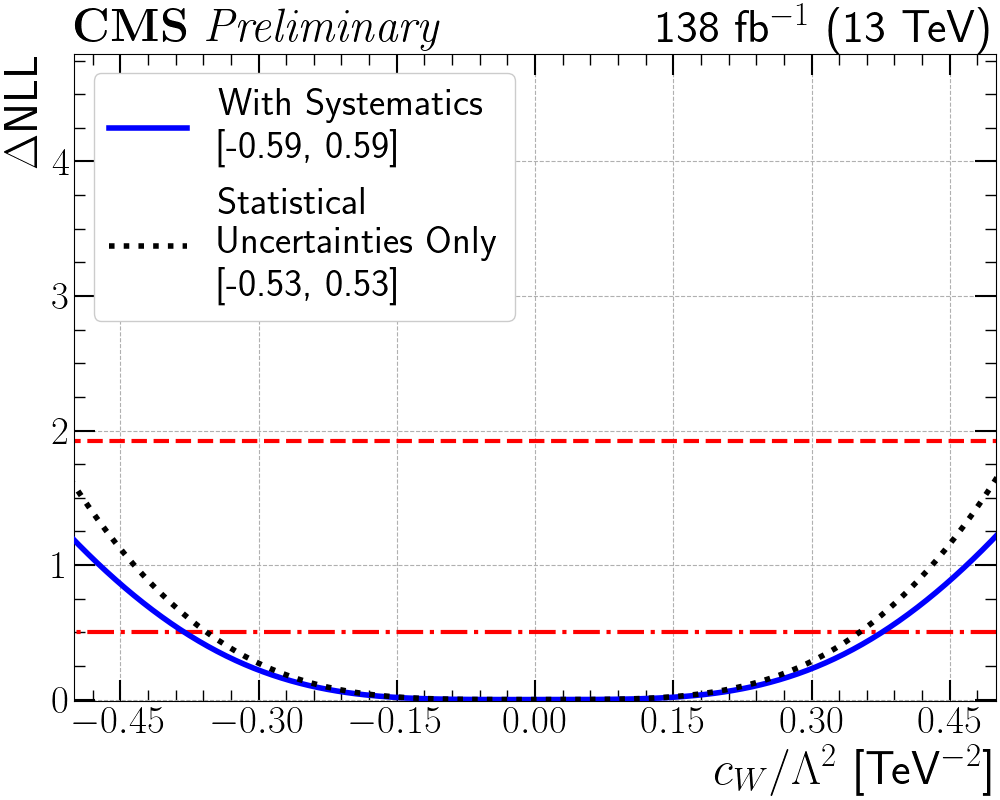 CMS Preliminary
138 fb⁻¹ (13 TeV)
ΔNLL
With Systematics
[-0.59, 0.59]
Statistical
Uncertainties Only
[-0.53, 0.53]
4
3
2
1
0
−0.45 −0.30 −0.15 0.00 0.15 0.30 0.45
c_W/Λ² [TeV⁻²]